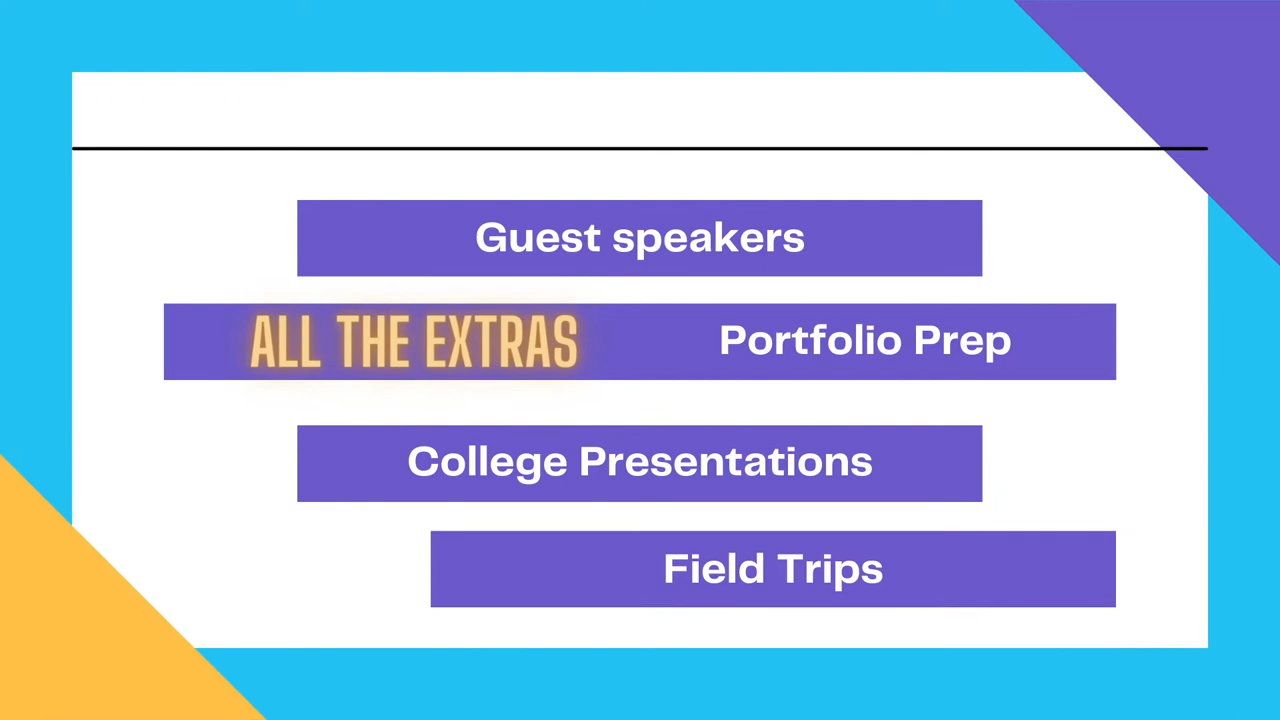 Guest speakers
ALL THE EXTRAS
Portfolio Prep
College Presentations
Field Trips